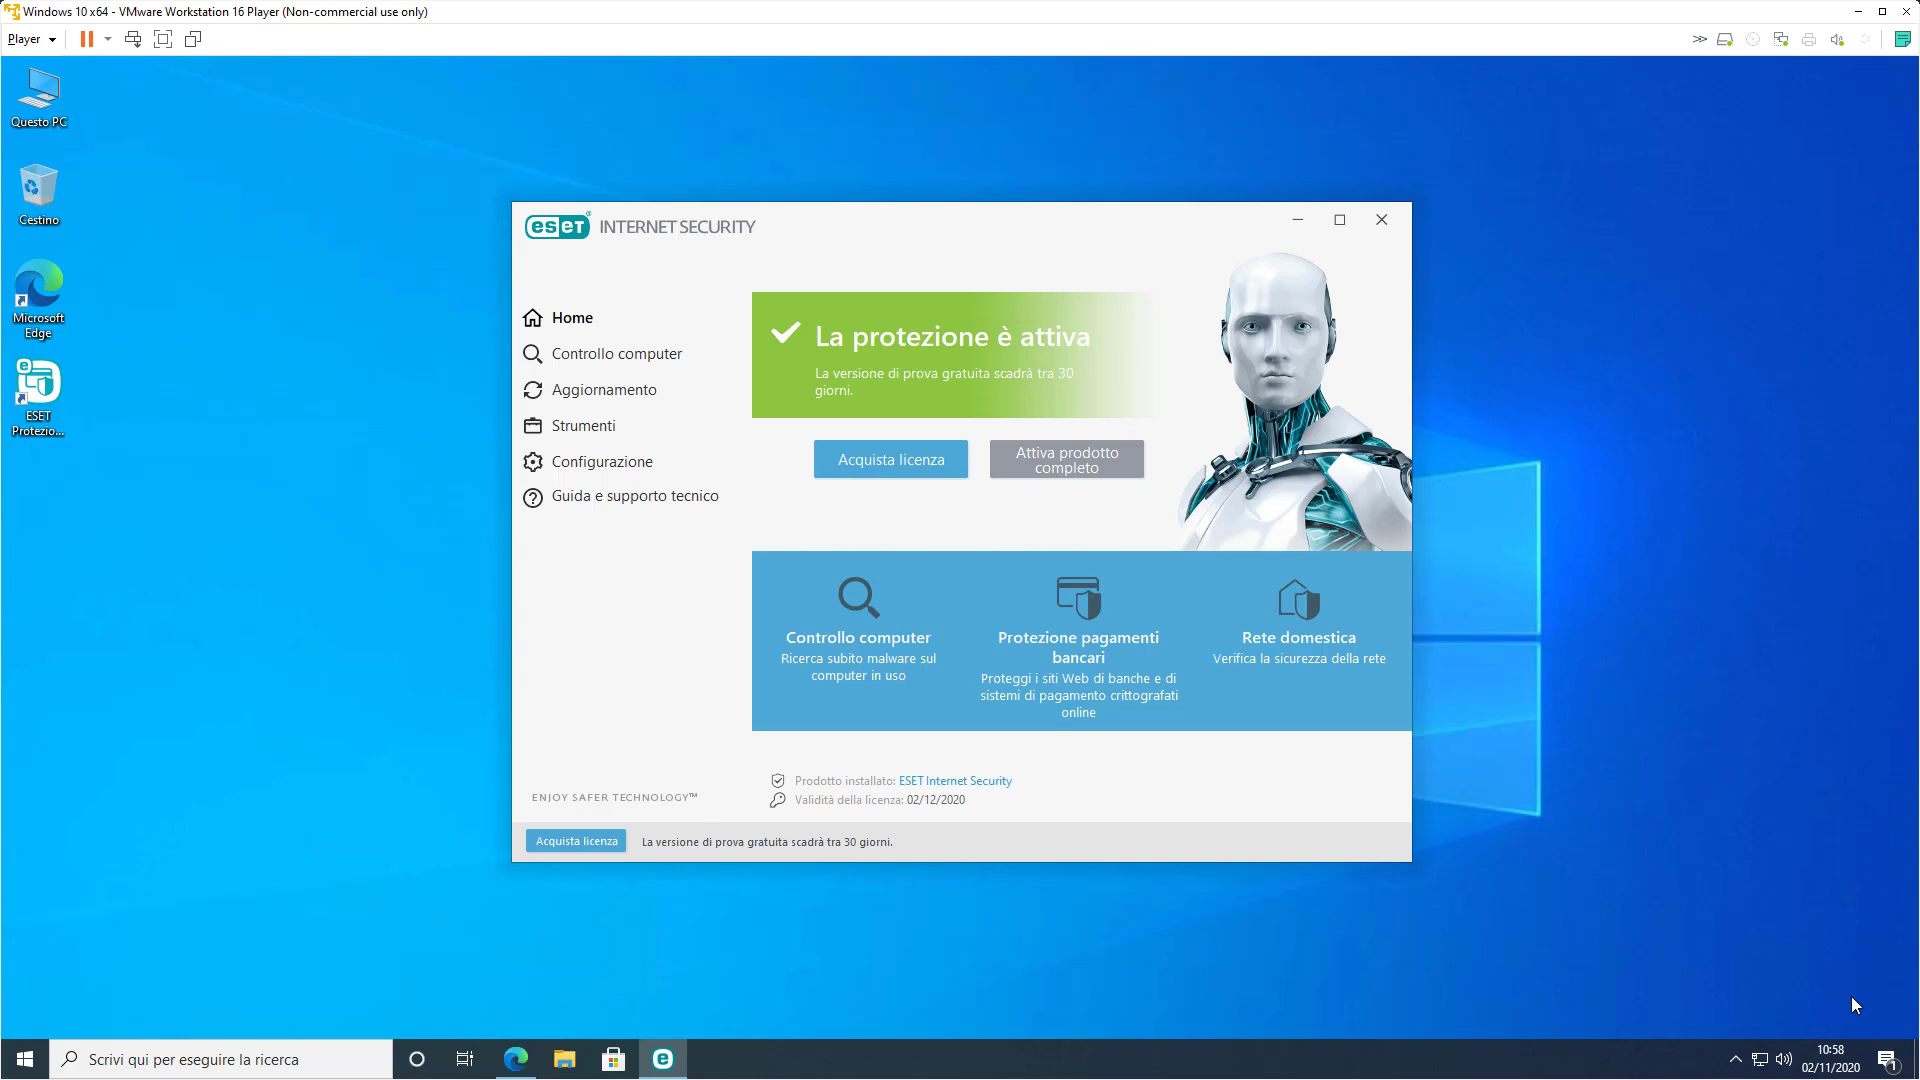 Windows 10 x64 - VMware Workstation 16 Player (Non-commercial use only)
Player
Questo PC
Cestino
Microsoft
Edge
ESET
Protezio...
eset® INTERNET SECURITY
Home
Controllo computer
Aggiornamento
Strumenti
Configurazione
Guida e supporto tecnico
La protezione è attiva
La versione di prova gratuita scadrà tra 30
giorni.
Acquista licenza
Attiva prodotto
completo
Controllo computer
Ricerca subito malware sul
computer in uso
Protezione pagamenti
bancari
Proteggi i siti Web di banche e di
sistemi di pagamento crittografati
online
Rete domestica
Verifica la sicurezza della rete
Prodotto installato: ESET Internet Security
Validità della licenza: 02/12/2020
ENJOY SAFER TECHNOLOGY™
Acquista licenza
La versione di prova gratuita scadrà tra 30 giorni.
Scrivi qui per eseguire la ricerca
10:58
02/11/2020
1